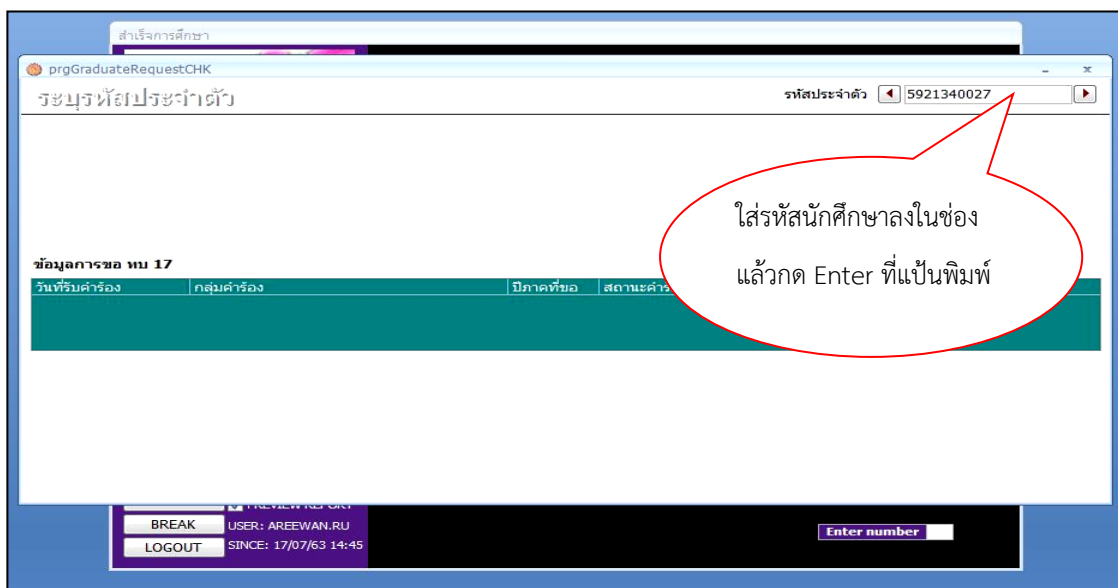 สำเร็จการศึกษา
prgGraduateRequestCHK
ระบุรหัสประจำตัว
รหัสประจำตัว 5921340027
ใส่รหัสนักศึกษาลงในช่อง
แล้วกด Enter ที่แป้นพิมพ์
ข้อมูลการขอ ทบ 17
วันที่รับคำร้อง กลุ่มคำร้อง ปีภาคที่ขอ
PREVIEW REPORT
BREAK USER: AREEWAN.RU
LOGOUT SINCE: 17/07/63 14:45
Enter number